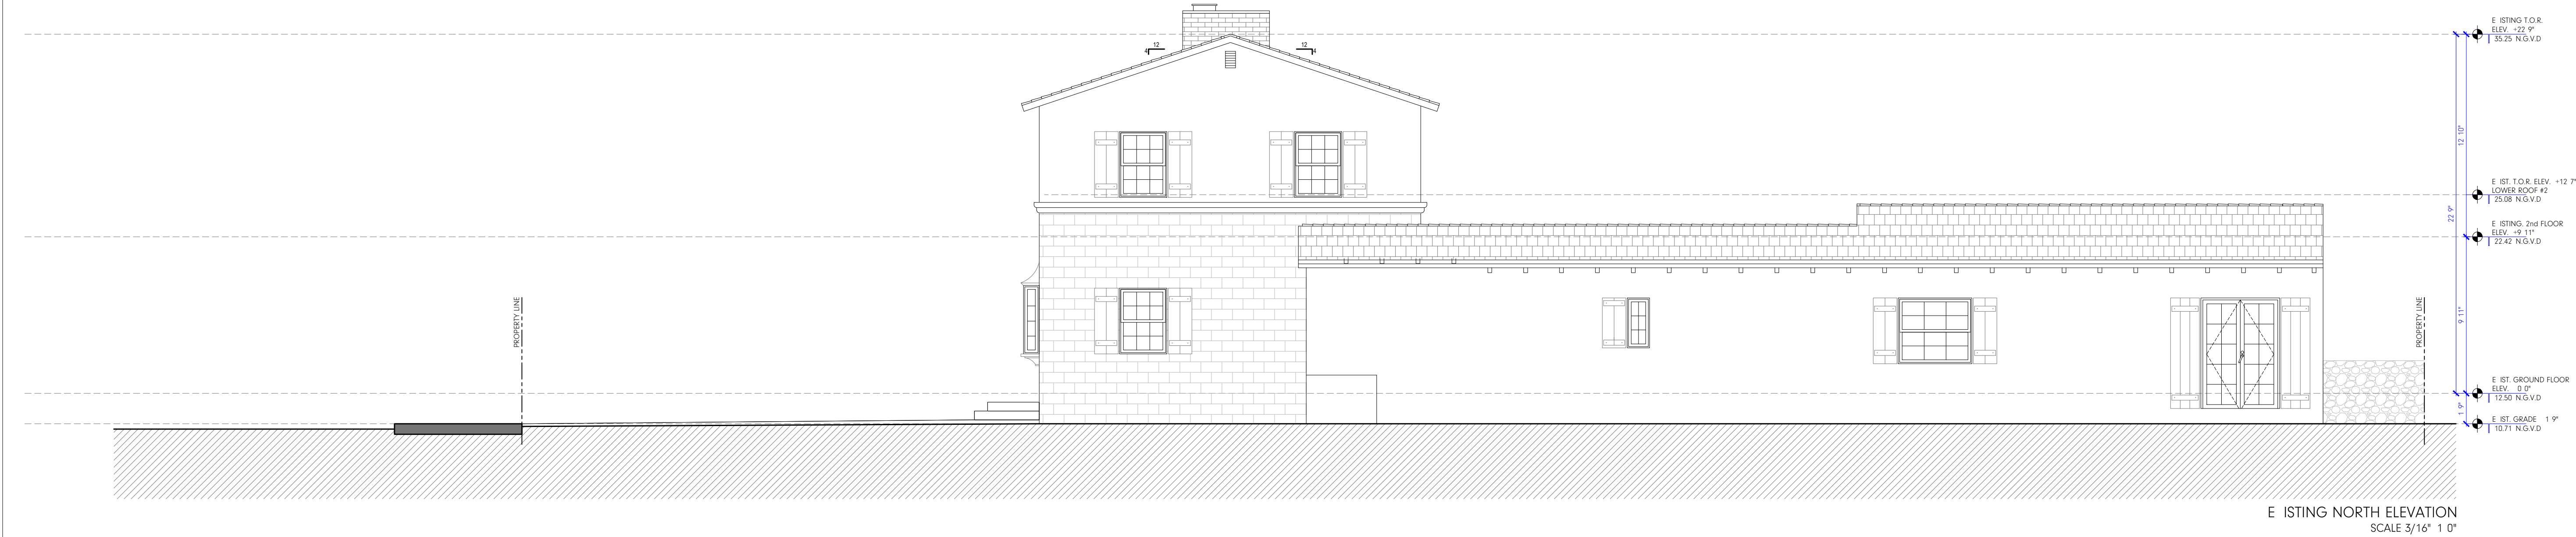 E ISTING T.O.R.
ELEV. +22 9"
35.25 N.G.V.D
12
4
12
4
12 10"
E IST. T.O.R. ELEV. +12 7"
LOWER ROOF #2
25.08 N.G.V.D
22 9"
E ISTING. 2nd FLOOR
ELEV. +9 11"
22.42 N.G.V.D
PROPERTY LINE
PROPERTY LINE
9 11"
E IST. GROUND FLOOR
ELEV. 0 0"
12.50 N.G.V.D
1 9"
E IST. GRADE 1 9"
10.71 N.G.V.D
E ISTING NORTH ELEVATION
SCALE 3/16" 1 0"